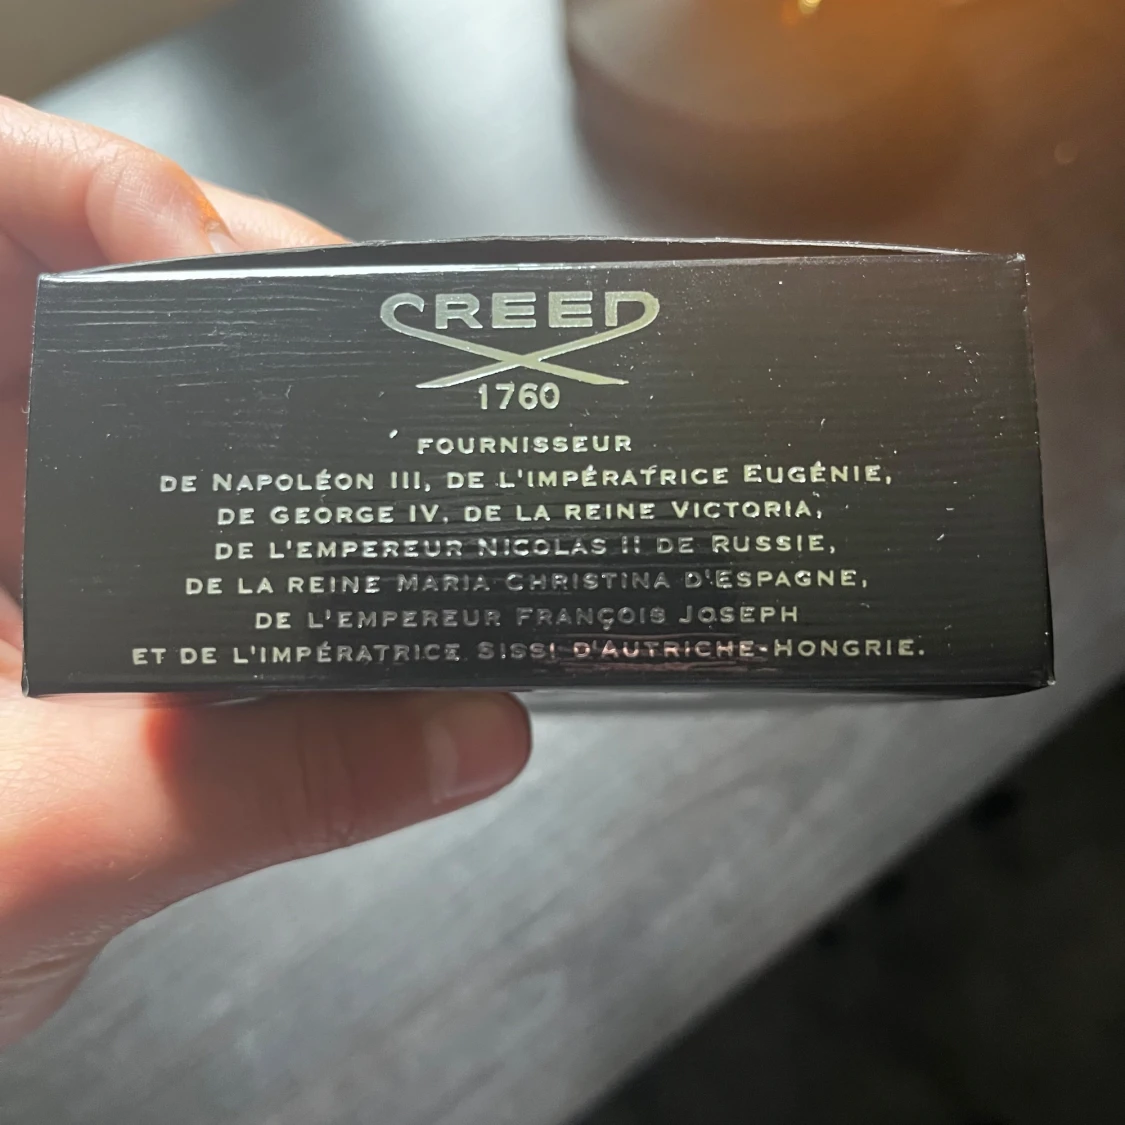 CREED
1760
FOURNISSEUR
DE NAPOLÉON III, DE L'IMPÉRATRICE EUGÉNIE,
DE GEORGE IV, DE LA REINE VICTORIA,
DE L'EMPEREUR NICOLAS II DE RUSSIE,
DE LA REINE MARIA CHRISTINA D'ESPAGNE,
DE L'EMPEREUR FRANÇOIS JOSEPH
ET DE L'IMPÉRATRICE SISSI D'AUTRICHE-HONGRIE.